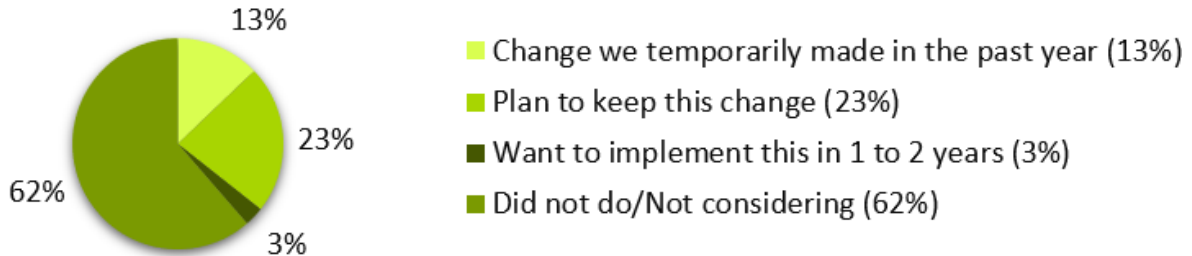 13%
23%
3%
62%
Change we temporarily made in the past year (13%)
Plan to keep this change (23%)
Want to implement this in 1 to 2 years (3%)
Did not do/Not considering (62%)